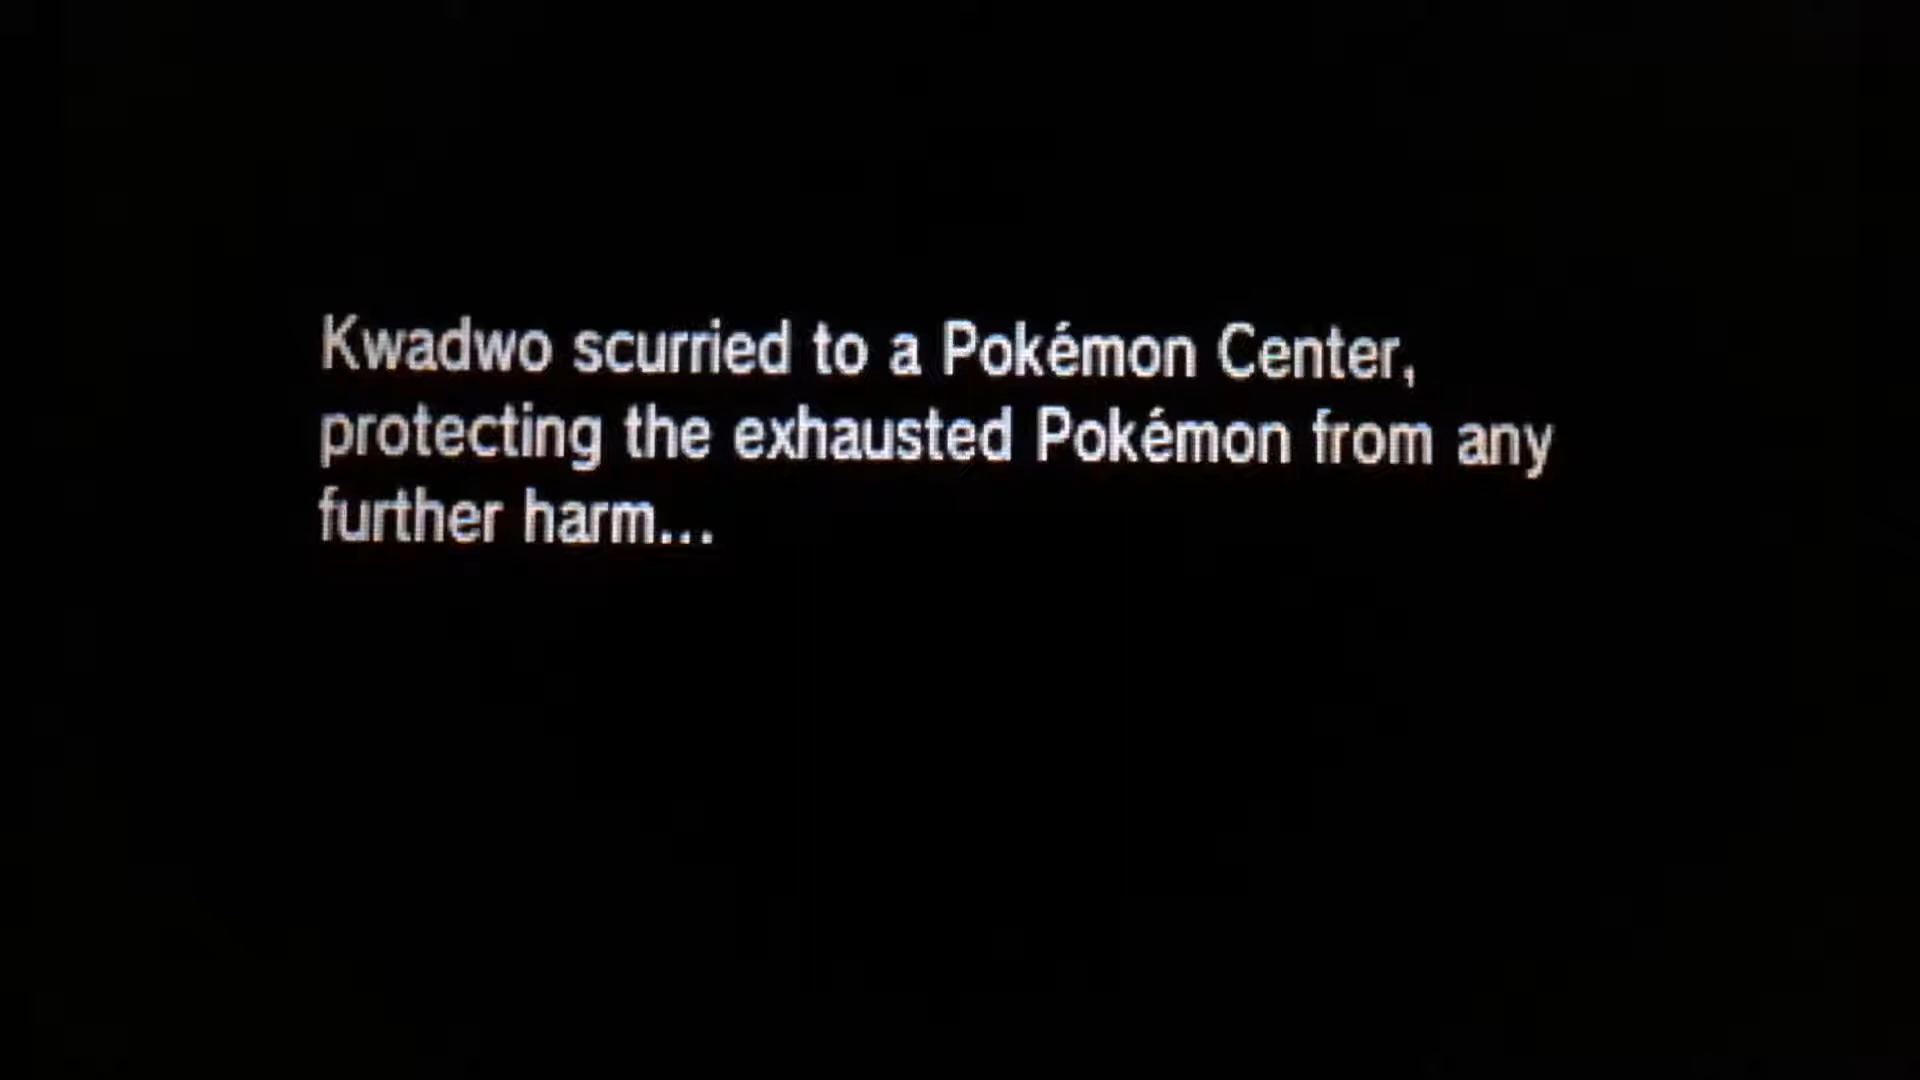 Kwadwo scurried to a Pokémon Center,
protecting the exhausted Pokémon from any
further harm...